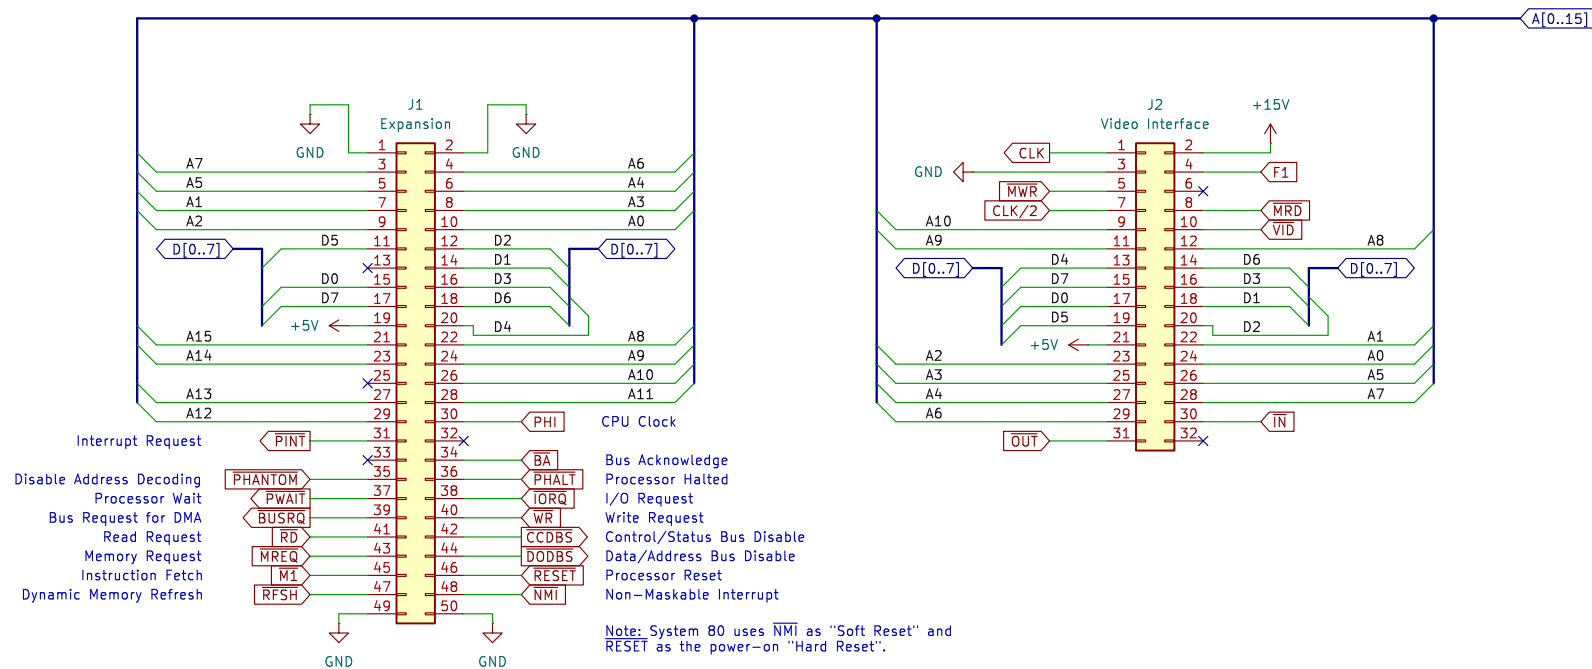 A[0..15]
J1
Expansion
GND
GND
1 2
A7 3 4 A6
A5 5 6 A4
A1 7 8 A3
A2 9 10 A0
D[0..7] D5 11 12 D2 D[0..7]
13 14 D1
D0 15 16 D3
D7 17 18 D6
+5V 19 20 D4
A15 21 22 A8
A14 23 24 A9
25 26 A10
A13 27 28 A11
A12 29 30 PHI CPU Clock
Interrupt Request PINT 31 32
33 34 BA Bus Acknowledge
Disable Address Decoding PHANTOM 35 36 PHALT Processor Halted
Processor Wait PWAIT 37 38 IORQ I/O Request
Bus Request for DMA BUSRQ 39 40 WR Write Request
Read Request RD 41 42 CCDBS Control/Status Bus Disable
Memory Request MREQ 43 44 DODBS Data/Address Bus Disable
Instruction Fetch M1 45 46 RESET Processor Reset
Dynamic Memory Refresh RFSH 47 48 NMI Non-Maskable Interrupt
49 50
GND GND
Note: System 80 uses NMI as "Soft Reset" and
RESET as the power-on "Hard Reset".
J2
Video Interface
+15V
CLK 1 2
GND 3 4 F1
MWR 5 6
CLK/2 7 8 MRD
A10 9 10 VID
A9 11 12 A8
D[0..7] D4 13 14 D6 D[0..7]
D7 15 16 D3
D0 17 18 D1
D5 19 20 D2
+5V 21 22 A1
A2 23 24 A0
A3 25 26 A5
A4 27 28 A7
A6 29 30 IN
OUT 31 32